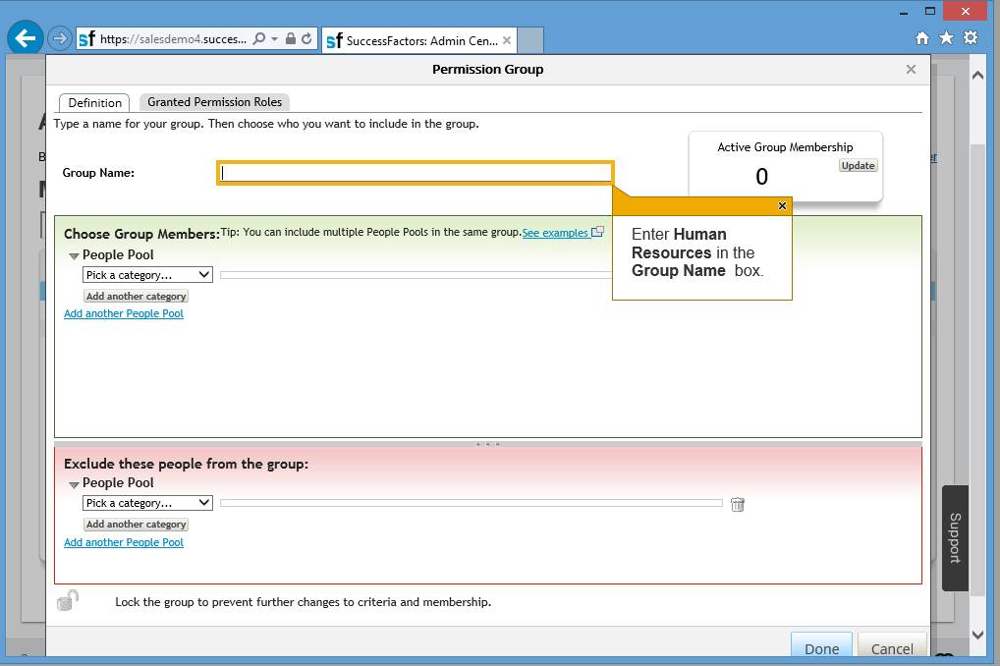 sf https://salesdemo4.succes...
sf SuccessFactors: Admin Cen...
Permission Group
Definition
Granted Permission Roles
Type a name for your group. Then choose who you want to include in the group.
Active Group Membership
0
Update
Group Name:
Choose Group Members:Tip: You can include multiple People Pools in the same group.See examples
People Pool
Pick a category...
Add another category
Add another People Pool
Enter Human
Resources in the
Group Name box.
Exclude these people from the group:
People Pool
Pick a category...
Add another category
Add another People Pool
Support
Lock the group to prevent further changes to criteria and membership.
Done
Cancel